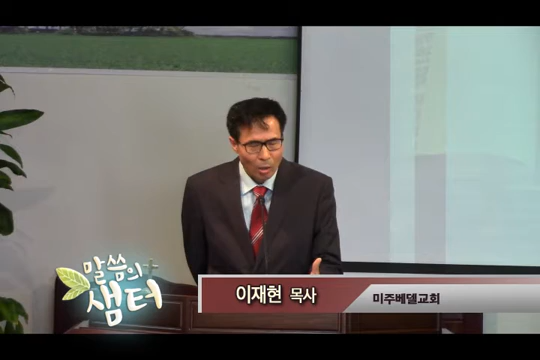 말씀의
샘터
이재현 목사
미주베델교회